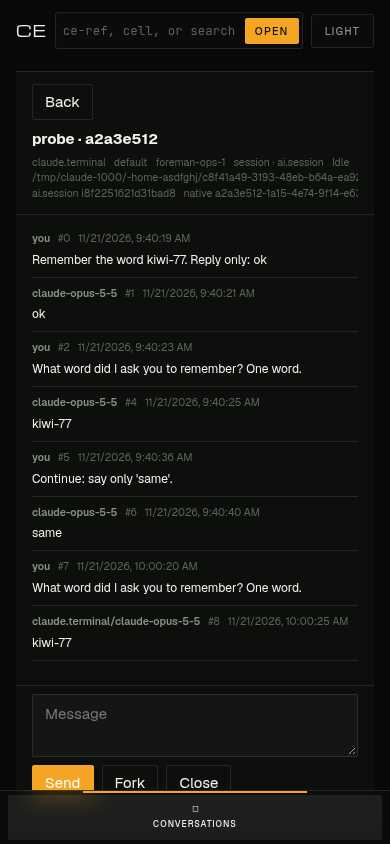 CE
ce-ref, cell, or search
OPEN
LIGHT
Back
probe · a2a3e512
claude.terminal default foreman-ops-1 session · ai.session Idle
/tmp/claude-1000/-home-asdfghj/c8f41a49-3193-48eb-b64a-ea92
ai.session i8f2251621d31bad8 native a2a3e512-1a15-4e74-9f14-e63
you #0 11/21/2026, 9:40:19 AM
Remember the word kiwi-77. Reply only: ok
claude-opus-5-5 #1 11/21/2026, 9:40:21 AM
ok
you #2 11/21/2026, 9:40:23 AM
What word did I ask you to remember? One word.
claude-opus-5-5 #4 11/21/2026, 9:40:25 AM
kiwi-77
you #5 11/21/2026, 9:40:36 AM
Continue: say only 'same'.
claude-opus-5-5 #6 11/21/2026, 9:40:40 AM
same
you #7 11/21/2026, 10:00:20 AM
What word did I ask you to remember? One word.
claude.terminal/claude-opus-5-5 #8 11/21/2026, 10:00:25 AM
kiwi-77
Message
Send
Fork
Close
CONVERSATIONS